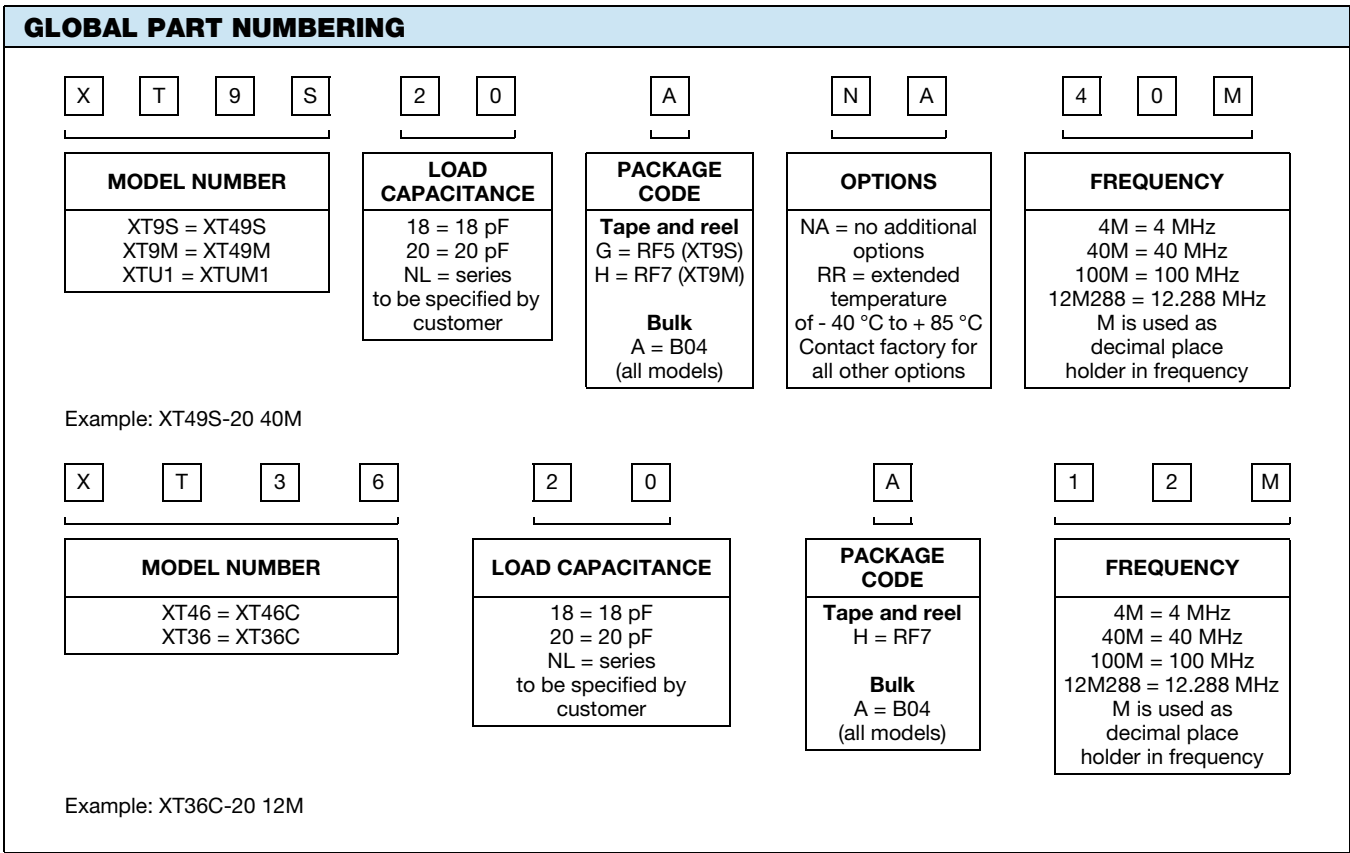 GLOBAL PART NUMBERING
X T 9 S 2 0 A N A 4 0 M
MODEL NUMBER
XT9S = XT49S
XT9M = XT49M
XTU1 = XTUM1
LOAD
CAPACITANCE
18 = 18 pF
20 = 20 pF
NL = series
to be specified by
customer
PACKAGE
CODE
Tape and reel
G = RF5 (XT9S)
H = RF7 (XT9M)
Bulk
A = B04
(all models)
OPTIONS
NA = no additional
options
RR = extended
temperature
of - 40 °C to + 85 °C
Contact factory for
all other options
FREQUENCY
4M = 4 MHz
40M = 40 MHz
100M = 100 MHz
12M288 = 12.288 MHz
M is used as
decimal place
holder in frequency
Example: XT49S-20 40M
X T 3 6 2 0 A 1 2 M
MODEL NUMBER
XT46 = XT46C
XT36 = XT36C
LOAD CAPACITANCE
18 = 18 pF
20 = 20 pF
NL = series
to be specified by
customer
PACKAGE
CODE
Tape and reel
H = RF7
Bulk
A = B04
(all models)
FREQUENCY
4M = 4 MHz
40M = 40 MHz
100M = 100 MHz
12M288 = 12.288 MHz
M is used as
decimal place
holder in frequency
Example: XT36C-20 12M